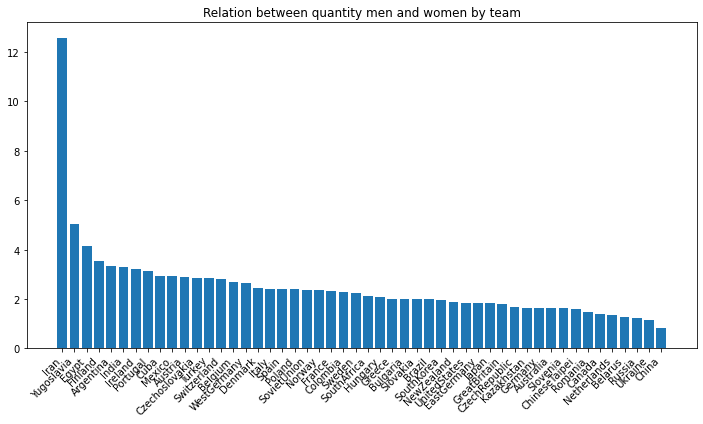 Relation between quantity men and women by team
12
10
8
6
4
2
0
Iran
Yugoslavia
Egypt
Finland
Argentina
India
Ireland
Portugal
Cuba
Mexico
Austria
Czechoslovakia
Turkey
Switzerland
Belgium
WestGermany
Denmark
Italy
Spain
Poland
SovietUnion
Norway
France
Colombia
Sweden
SouthAfrica
Hungary
Greece
Bulgaria
Slovakia
Brazil
SouthKorea
NewZealand
UnitedStates
EastGermany
Japan
GreatBritain
CzechRepublic
Kazakhstan
Germany
Australia
Slovenia
ChineseTaipei
Romania
Canada
Netherlands
Belarus
Russia
Ukraine
China